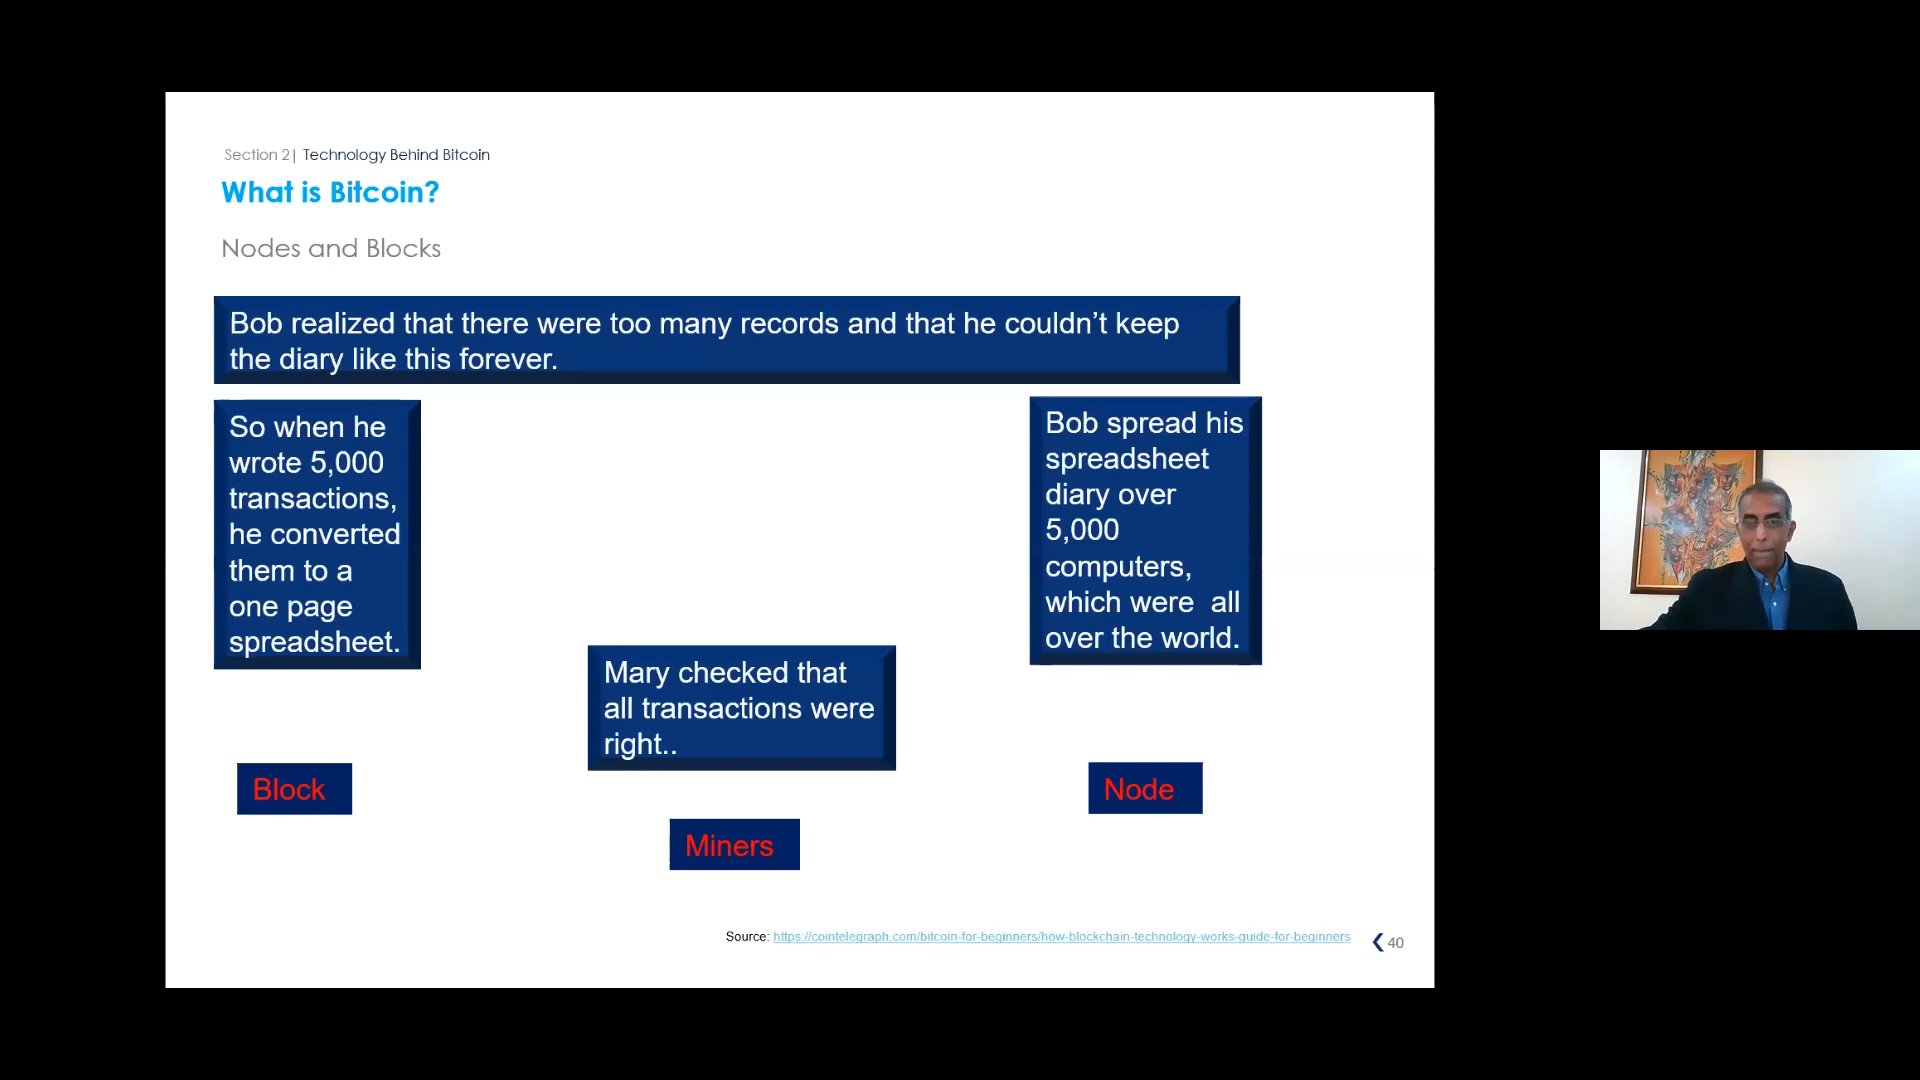 Section 2| Technology Behind Bitcoin
What is Bitcoin?
Nodes and Blocks
Bob realized that there were too many records and that he couldn’t keep
the diary like this forever.
So when he
wrote 5,000
transactions,
he converted
them to a
one page
spreadsheet.
Block
Mary checked that
all transactions were
right..
Miners
Bob spread his
spreadsheet
diary over
5,000
computers,
which were  all
over the world.
Node
Source: https://cointelegraph.com/bitcoin-for-beginners/how-blockchain-technology-works-guide-for-beginners
40